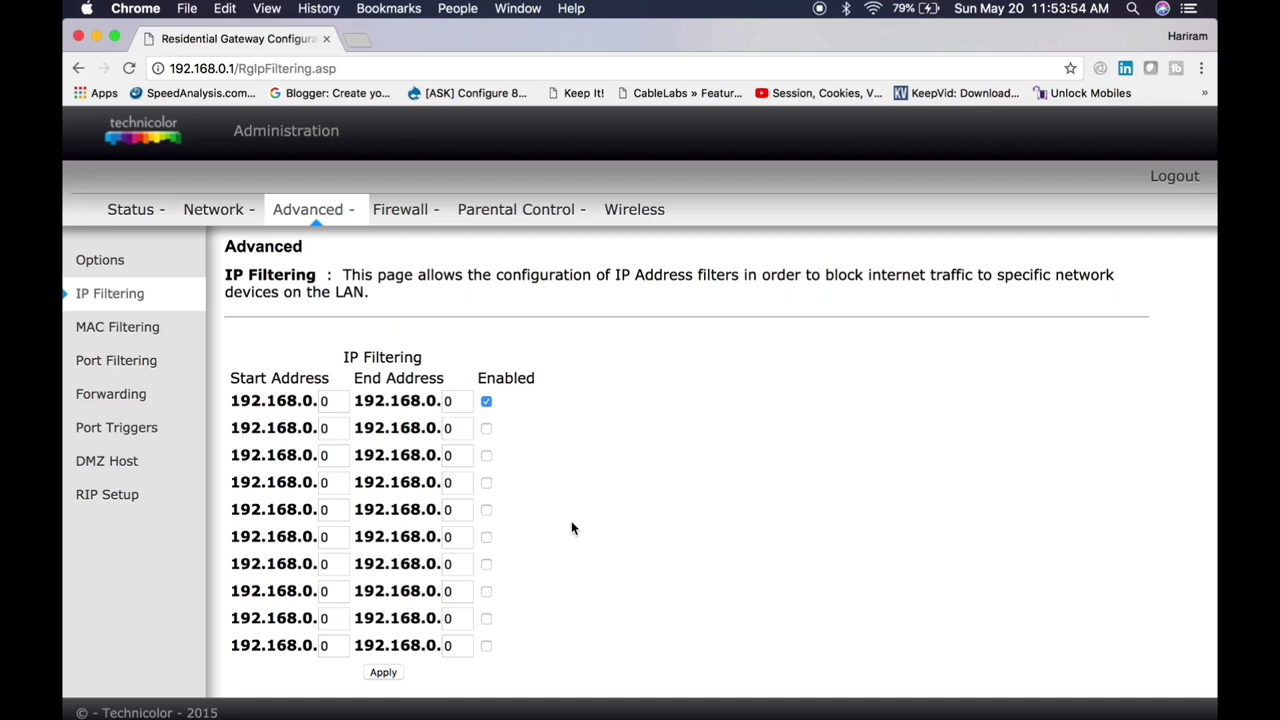 Chrome File Edit View History Bookmarks People Window Help 79% Sun May 20 11:53:54 AM
Residential Gateway Configura × Hariram
192.168.0.1/RgIpFiltering.asp
Apps SpeedAnalysis.com... Blogger: Create yo... [ASK] Configure 8... Keep It! CableLabs » Featur... Session, Cookies, V... KV KeepVid: Download... Unlock Mobiles »
technicolor Administration
Logout
Status - Network - Advanced - Firewall - Parental Control - Wireless
Options
IP Filtering
MAC Filtering
Port Filtering
Forwarding
Port Triggers
DMZ Host
RIP Setup
Advanced
IP Filtering : This page allows the configuration of IP Address filters in order to block internet traffic to specific network
devices on the LAN.
IP Filtering
Start Address End Address Enabled
192.168.0. 0 192.168.0. 0
192.168.0. 0 192.168.0. 0
192.168.0. 0 192.168.0. 0
192.168.0. 0 192.168.0. 0
192.168.0. 0 192.168.0. 0
192.168.0. 0 192.168.0. 0
192.168.0. 0 192.168.0. 0
192.168.0. 0 192.168.0. 0
192.168.0. 0 192.168.0. 0
192.168.0. 0 192.168.0. 0
Apply
© - Technicolor - 2015